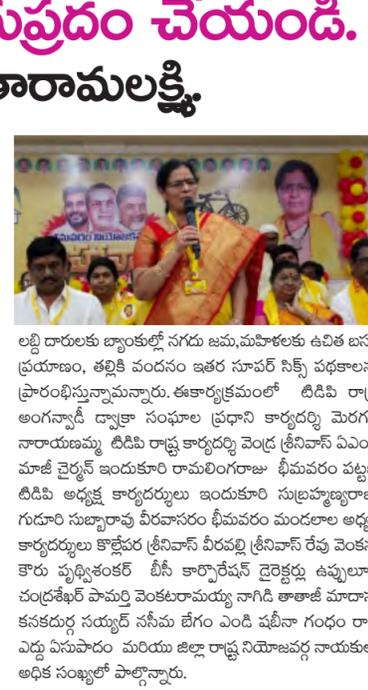 ప్రదం చేయండి.
తారామలక్ష్మి.
లబ్ది దారులకు బ్యాంకుల్లో నగదు జమ,మహిళలకు ఉచిత బస
ప్రయాణం, తల్లికి వందనం ఇతర సూపర్ సిక్స్ పథకాల
ప్రారంభిస్తున్నామన్నారు. ఈకార్యక్రమంలో టిడిపి రా
అంగన్వాడీ డ్వాక్రా సంఘాల ప్రధాని కార్యదర్శి మెరగ
నారాయణమ్మ టిడిపి రాష్ట్ర కార్యదర్శి వెండ్ర శ్రీనివాస్ ఏఎం
మాజీ చైర్మన్ ఇందుకూరి రామలింగరాజు భీమవరం పట్ట
టిడిపి అధ్యక్ష కార్యదర్శులు ఇందుకూరి సుబ్రహ్మణ్యరా
గుడూరి సుబ్బారావు వీరవాసరం భీమవరం మండలాల అధ్య
కార్యదర్శులు కొల్లేపర శ్రీనివాస్ వీరవల్లి శ్రీనివాస్ రేవు వెంక
కౌరు పృథ్విశంకర్ బీసీ కార్పొరేషన్ డైరెక్టర్లు ఉప్పులూ
చంద్రశేఖర్ పామర్తి వెంకటరామయ్య నాగిడి తాతాజీ మాదా
కనకదుర్గ సయ్యద్ నసీమ బేగం ఎండి షబీనా గంధం రా
ఎద్దు ఏసుపాదం మరియు జిల్లా రాష్ట్ర నియోజవర్గ నాయకుల
అధిక సంఖ్యలో పాల్గొన్నారు.